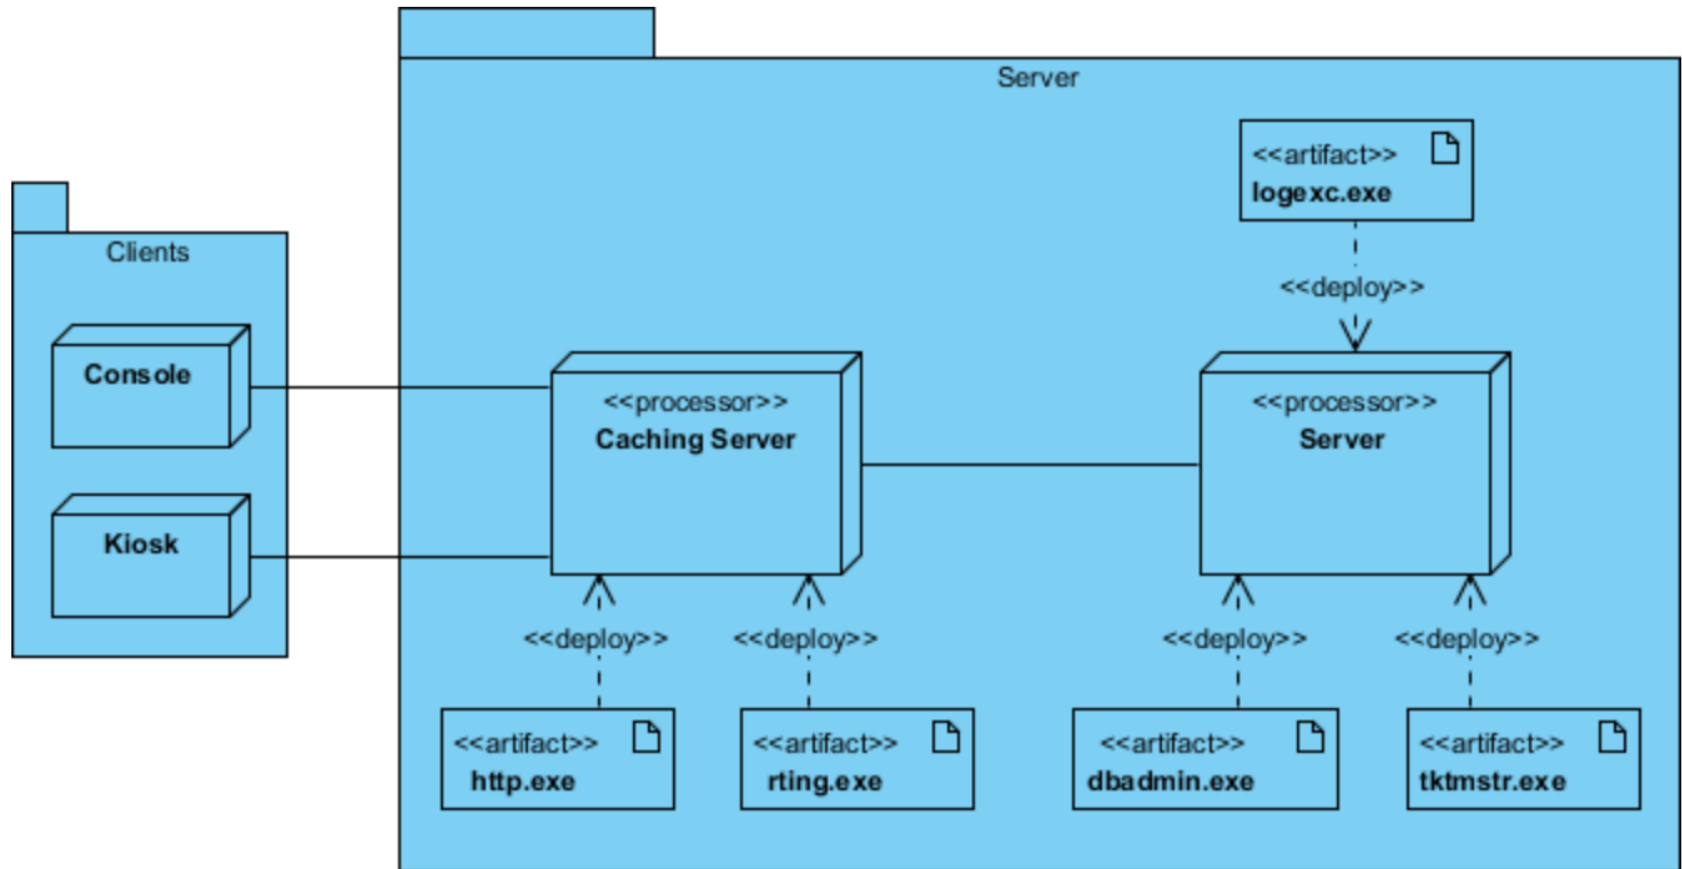 Server
<<artifact>>
logexc.exe
Clients
<<deploy>>
Console
<<processor>>
Caching Server
<<processor>>
Server
Kiosk
<<deploy>>
<<deploy>>
<<deploy>>
<<deploy>>
<<artifact>>
http.exe
<<artifact>>
rting.exe
<<artifact>>
dbadmin.exe
<<artifact>>
tktmstr.exe